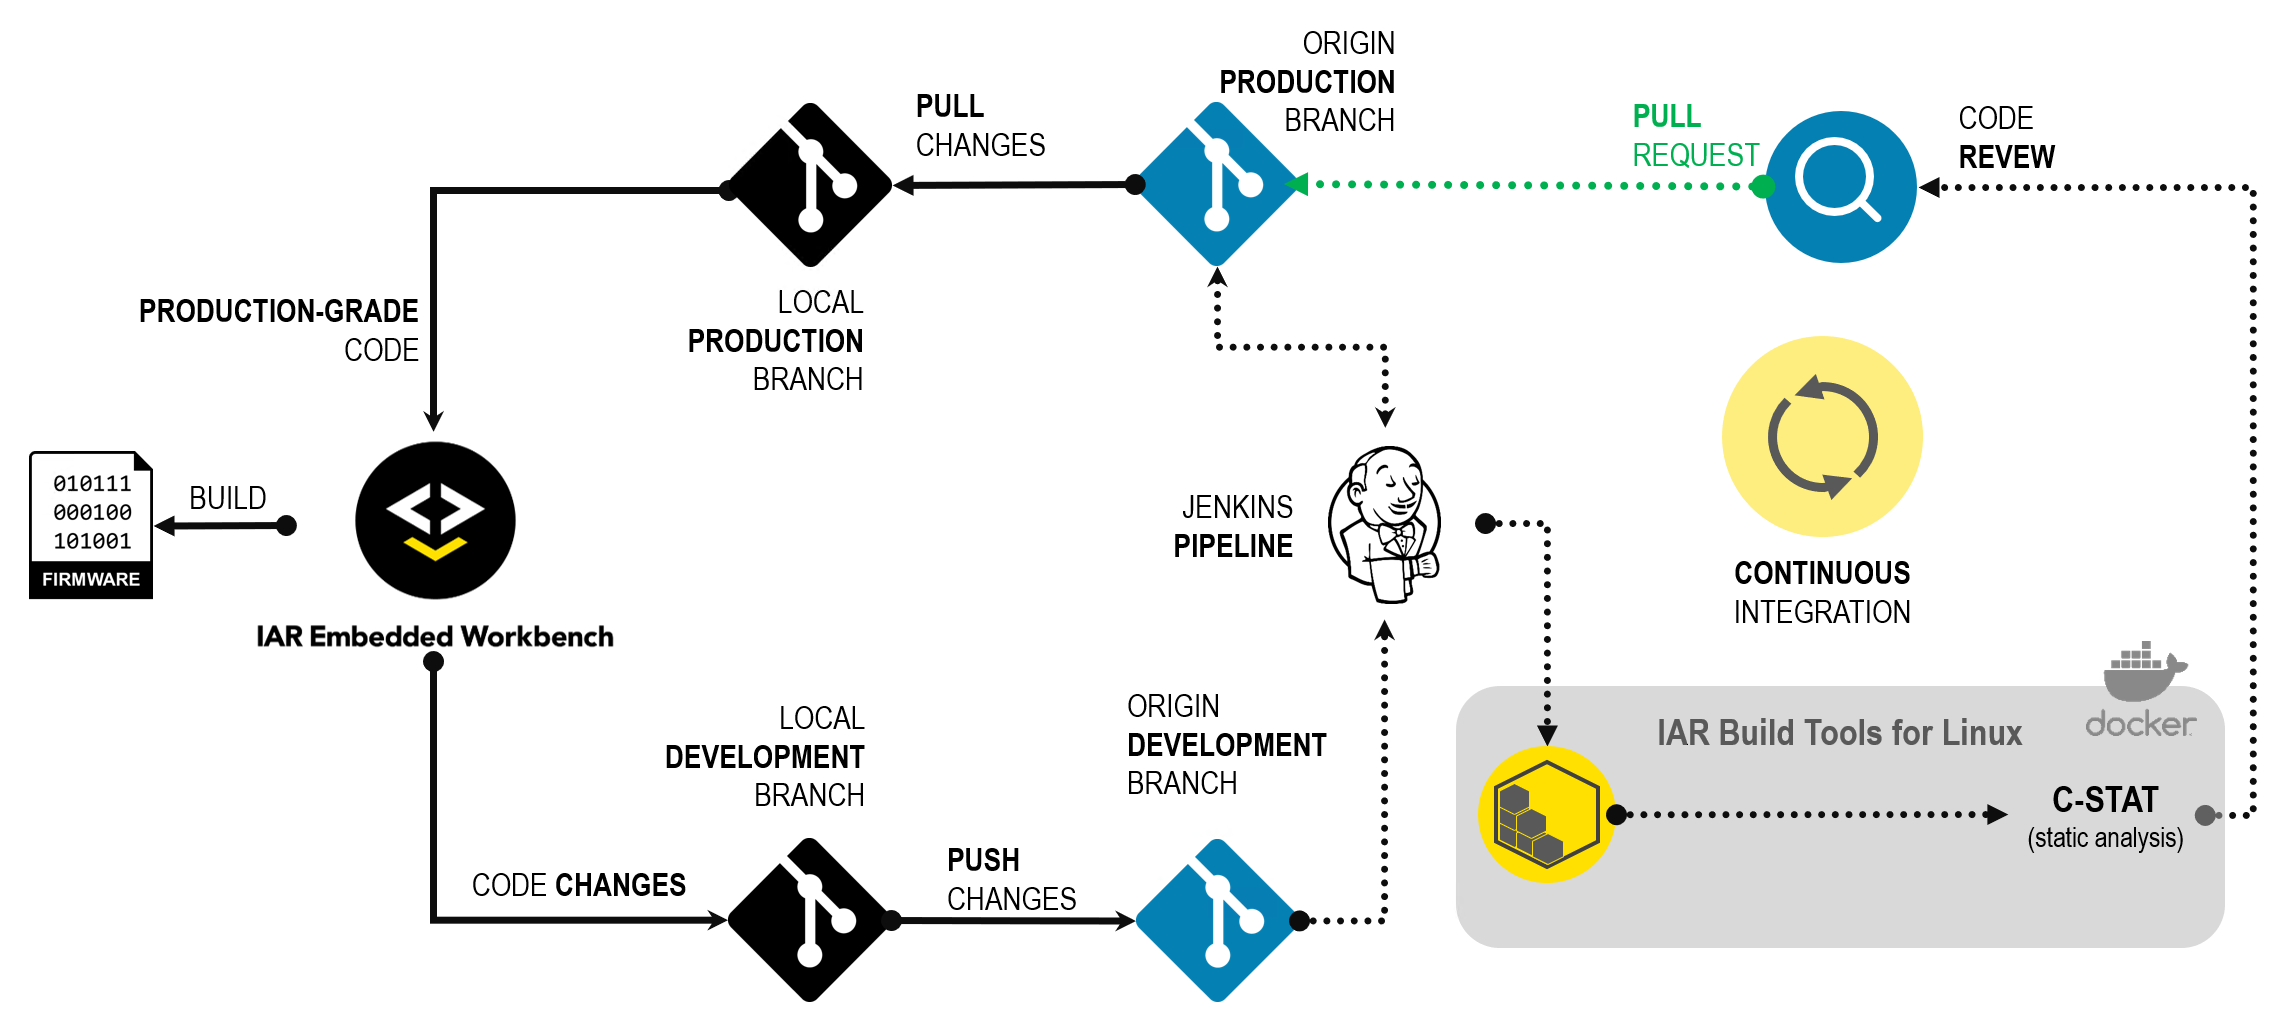 ORIGIN
PRODUCTION
BRANCH
PULL
CHANGES
PULL
REQUEST
CODE
REVEW
LOCAL
PRODUCTION
BRANCH
PRODUCTION-GRADE
CODE
010111
000100
101001
FIRMWARE
BUILD
IAR Embedded Workbench
JENKINS
PIPELINE
CONTINUOUS
INTEGRATION
LOCAL
DEVELOPMENT
BRANCH
ORIGIN
DEVELOPMENT
BRANCH
IAR Build Tools for Linux
docker
C-STAT
(static analysis)
CODE CHANGES
PUSH
CHANGES